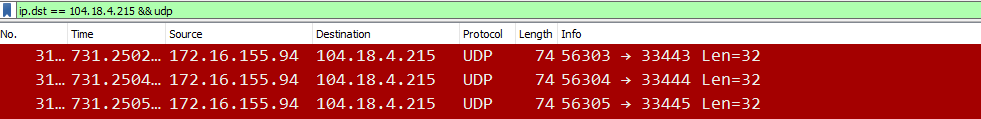 ip.dst == 104.18.4.215 && udp
No. Time Source Destination Protocol Length Info
31… 731.2502… 172.16.155.94 104.18.4.215 UDP 74 56303 → 33443 Len=32
31… 731.2504… 172.16.155.94 104.18.4.215 UDP 74 56304 → 33444 Len=32
31… 731.2505… 172.16.155.94 104.18.4.215 UDP 74 56305 → 33445 Len=32